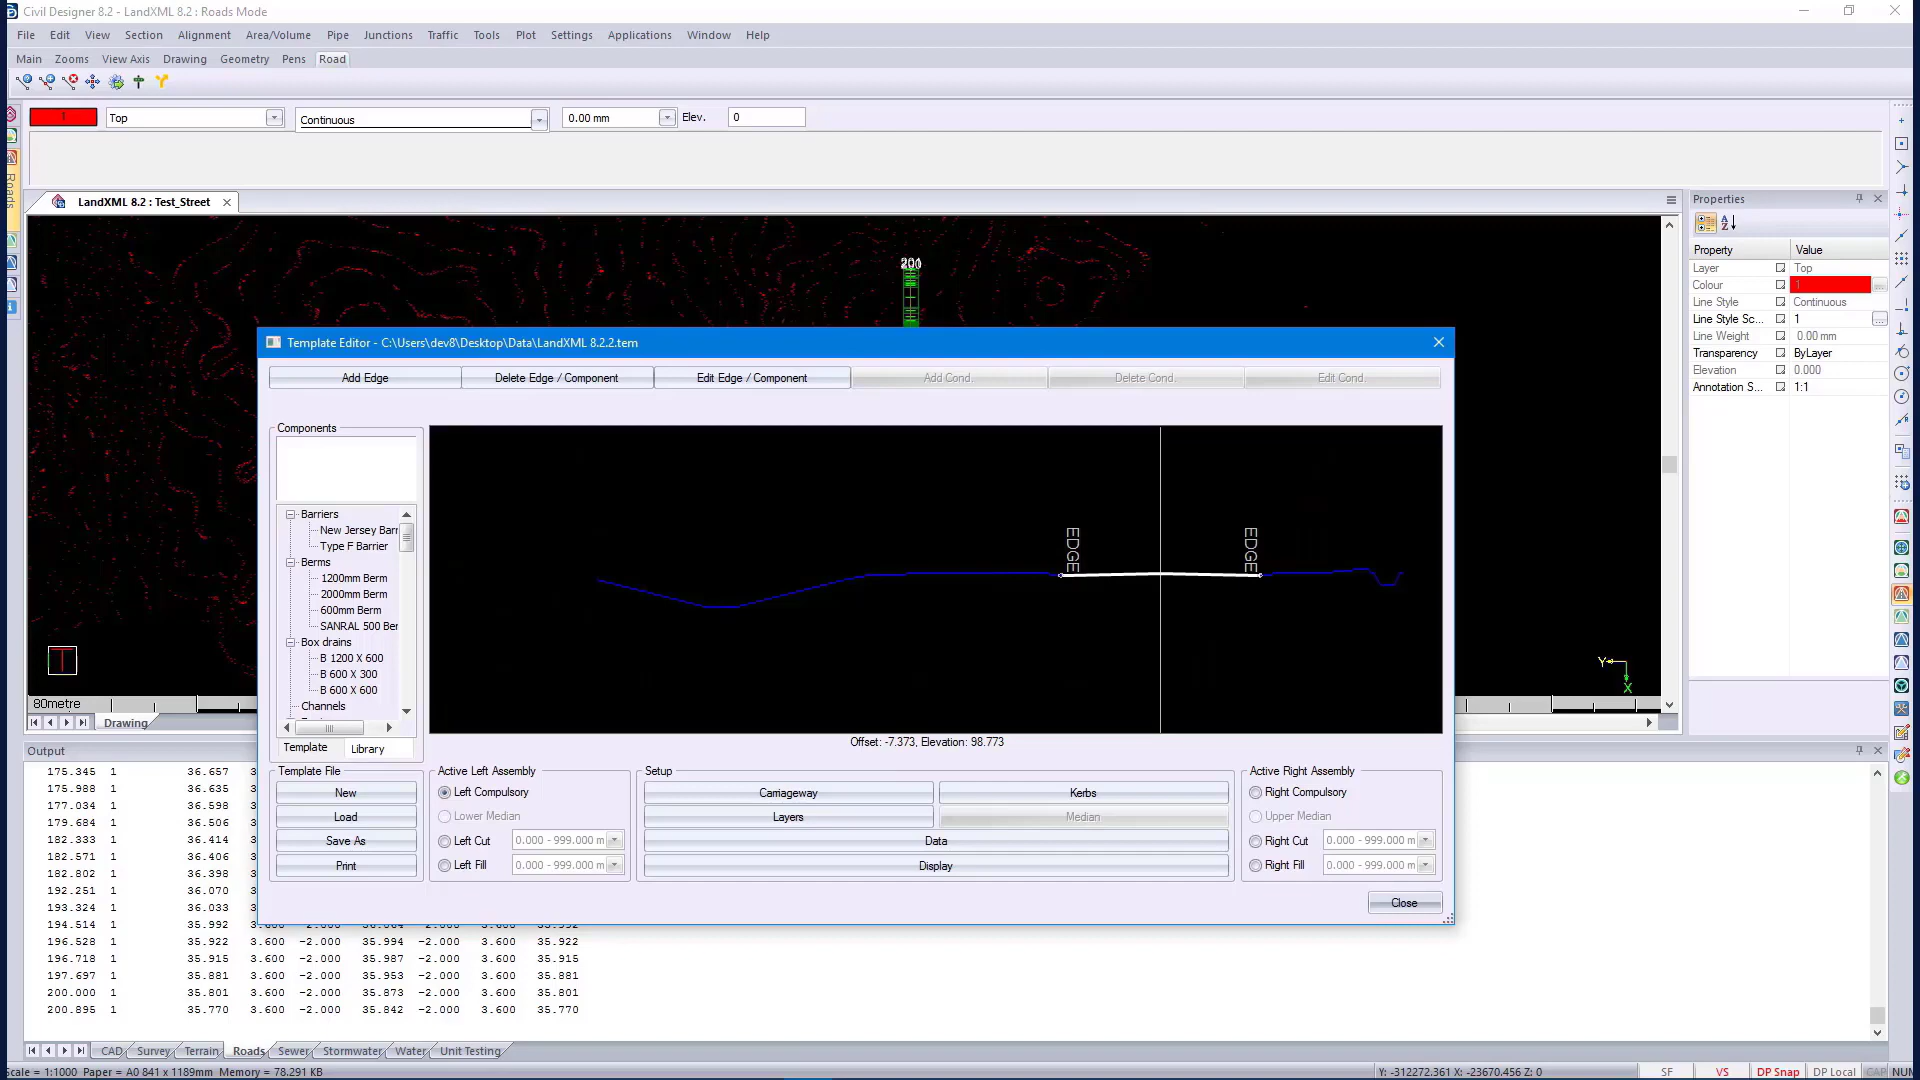 Civil Designer 8.2 - LandXML 8.2 : Roads Mode
File Edit View Section Alignment Area/Volume Pipe Junctions Traffic Tools Plot Settings Applications Window Help
Main Zooms View Axis Drawing Geometry Pens Road
1 Top Continuous 0.00 mm Elev. 0
Roads
LandXML 8.2 : Test_Street
Properties
Property Value
Layer Top
Colour 1
Line Style Continuous
Line Style Sc... 1
Line Weight 0.00 mm
Transparency ByLayer
Elevation 0.000
Annotation S... 1:1
Template Editor - C:\Users\dev8\Desktop\Data\LandXML 8.2.2.tem
Add Edge Delete Edge / Component Edit Edge / Component Add Cond. Delete Cond. Edit Cond.
Components
Barriers
New Jersey Barr
Type F Barrier
Berms
1200mm Berm
2000mm Berm
600mm Berm
SANRAL 500 Ber
Box drains
B 1200 X 600
B 600 X 300
B 600 X 600
Channels
Template Library
EDGE EDGE
Offset: -7.373, Elevation: 98.773
Template File
New
Load
Save As
Print
Active Left Assembly
Left Compulsory
Lower Median
Left Cut 0.000 - 999.000 m
Left Fill 0.000 - 999.000 m
Setup
Carriageway Kerbs
Layers Median
Data
Display
Active Right Assembly
Right Compulsory
Upper Median
Right Cut 0.000 - 999.000 m
Right Fill 0.000 - 999.000 m
Close
Y
X
80metre
Drawing
Output
175.345 1 36.657
175.988 1 36.635
177.034 1 36.598
179.684 1 36.506
182.333 1 36.414
182.571 1 36.406
182.802 1 36.398
192.251 1 36.070
193.324 1 36.033
194.514 1 35.992 3.600 -2.000 36.064 -2.000 3.600 35.992
196.528 1 35.922 3.600 -2.000 35.994 -2.000 3.600 35.922
196.718 1 35.915 3.600 -2.000 35.987 -2.000 3.600 35.915
197.697 1 35.881 3.600 -2.000 35.953 -2.000 3.600 35.881
200.000 1 35.801 3.600 -2.000 35.873 -2.000 3.600 35.801
200.895 1 35.770 3.600 -2.000 35.842 -2.000 3.600 35.770
CAD Survey Terrain Roads Sewer Stormwater Water Unit Testing
Scale = 1:1000 Paper = A0 841 x 1189mm Memory = 78.291 KB Y: -312272.361 X: -23670.456 Z: 0 SF VS DP Snap DP Local CAP NUM